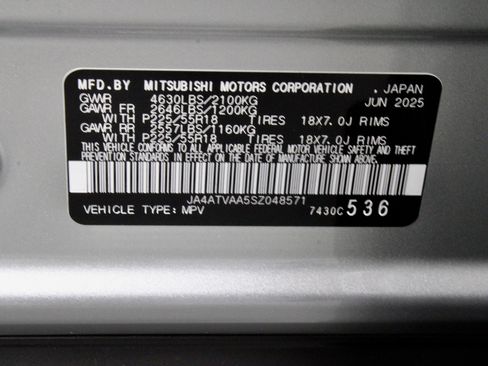 MFD.BY MITSUBISHI MOTORS CORPORATION . JAPAN
GVWR 4630LBS/2100KG JUN 2025
GAWR FR 2646LBS/1200KG
WITH P225/55R18 TIRES 18X7.0J RIMS
GAWR RR 2557LBS/1160KG
WITH P225/55R18 TIRES 18X7.0J RIMS
THIS VEHICLE CONFORMS TO ALL APPLICABLE FEDERAL MOTOR VEHICLE SAFETY AND
THEFT PREVENTION STANDARDS IN EFFECT ON THE DATE OF MANUFACTURE SHOWN ABOVE.
JA4ATVAA5SZ048571
VEHICLE TYPE:MPV 7430C 536